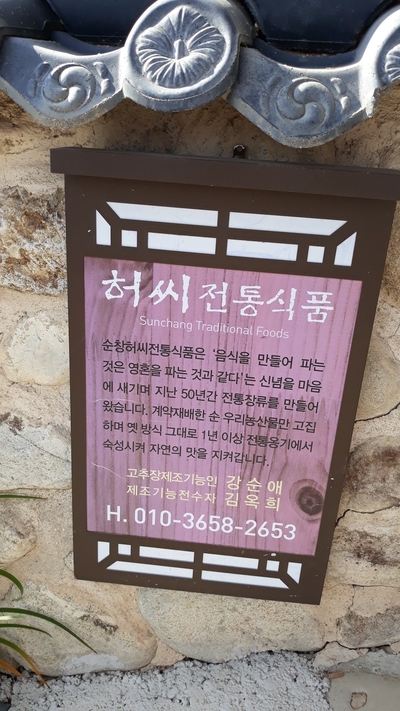 허씨전통식품
Sunchang Traditional Foods
순창허씨전통식품은 '음식을 만들어 파는
것은 영혼을 파는 것과 같다'는 신념을 마음
에 새기며 지난 50년간 전통장류를 만들어
왔습니다. 계약재배한 순 우리농산물만 고집
하며 옛 방식 그대로 1년 이상 전통옹기에서
숙성시켜 자연의 맛을 지켜갑니다.
고추장제조기능인 강순애
제조기능전수자 김옥희
H. 010-3658-2653